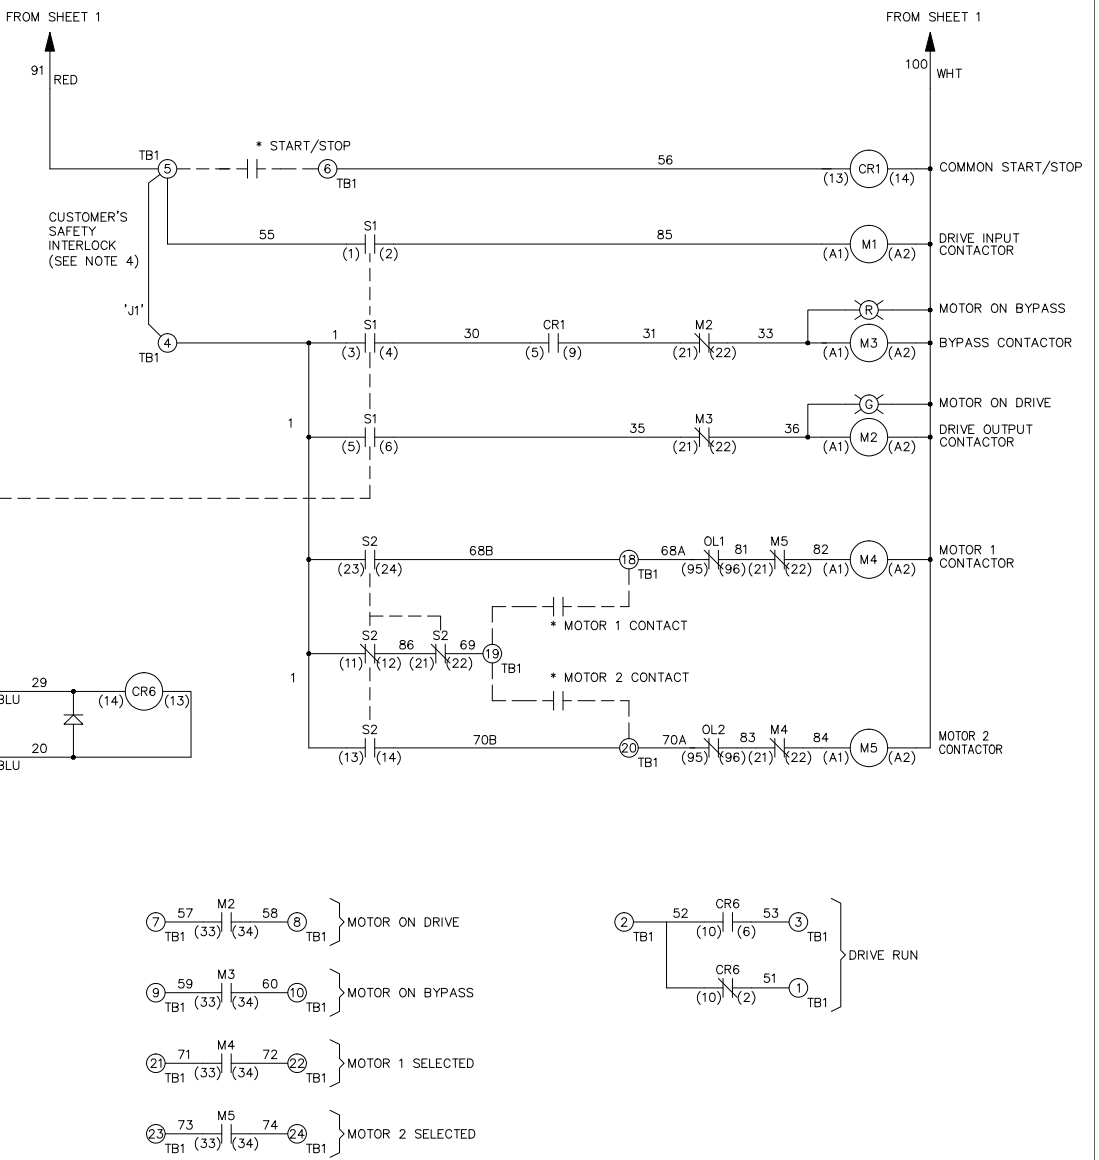 FROM SHEET 1
FROM SHEET 1
91
RED
100
WHT
* START/STOP
TB1
5
6
TB1
56
CR1
(13)
(14)
COMMON START/STOP
CUSTOMER'S
SAFETY
INTERLOCK
(SEE NOTE 4)
55
S1
(1)
(2)
85
M1
(A1)
(A2)
DRIVE INPUT
CONTACTOR
'J1'
R
MOTOR ON BYPASS
4
TB1
1
S1
(3)
(4)
30
CR1
(5)
(9)
31
M2
(21)
(22)
33
M3
(A1)
(A2)
BYPASS CONTACTOR
G
MOTOR ON DRIVE
1
S1
(5)
(6)
35
M3
(21)
(22)
36
M2
(A1)
(A2)
DRIVE OUTPUT
CONTACTOR
S2
(23)
(24)
68B
18
TB1
68A
OL1
(95)
(96)
81
M5
(21)
(22)
82
M4
(A1)
(A2)
MOTOR 1
CONTACTOR
* MOTOR 1 CONTACT
S2
(11)
(12)
86
S2
(21)
(22)
69
19
TB1
1
* MOTOR 2 CONTACT
S2
(13)
(14)
70B
20
TB1
70A
OL2
(95)
(96)
83
M4
(21)
(22)
84
M5
(A1)
(A2)
MOTOR 2
CONTACTOR
29
BLU
(14)
CR6
(13)
20
BLU
7
TB1
57
M2
(33)
(34)
58
8
TB1
MOTOR ON DRIVE
9
TB1
59
M3
(33)
(34)
60
10
TB1
MOTOR ON BYPASS
21
TB1
71
M4
(33)
(34)
72
22
TB1
MOTOR 1 SELECTED
23
TB1
73
M5
(33)
(34)
74
24
TB1
MOTOR 2 SELECTED
2
TB1
52
CR6
(10)
(6)
53
3
TB1
DRIVE RUN
CR6
(10)
(2)
51
1
TB1